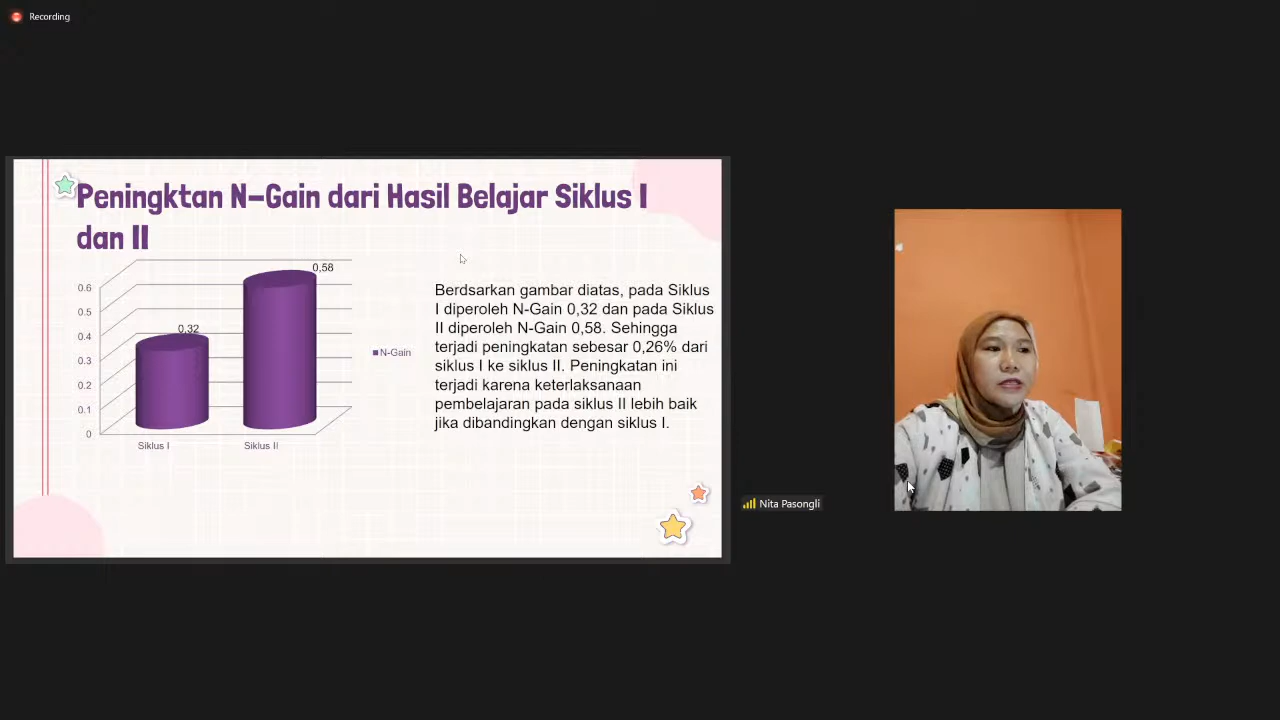 Recording
Peningktan N-Gain dari Hasil Belajar Siklus I
dan II
0,58
0,32
0.6
0.5
0.4
0.3
0.2
0.1
0
Siklus I
Siklus II
N-Gain
Berdsarkan gambar diatas, pada Siklus
I diperoleh N-Gain 0,32 dan pada Siklus
II diperoleh N-Gain 0,58. Sehingga
terjadi peningkatan sebesar 0,26% dari
siklus I ke siklus II. Peningkatan ini
terjadi karena keterlaksanaan
pembelajaran pada siklus II lebih baik
jika dibandingkan dengan siklus I.
Nita Pasongli